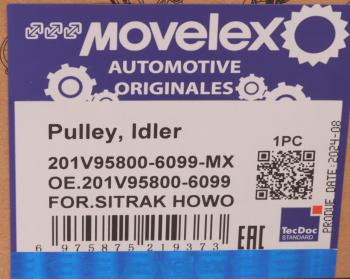 movelex
AUTOMOTIVE
ORIGINALES
Pulley, Idler
201V95800-6099-MX
OE.201V95800-6099
FOR.SITRAK HOWO
6 975875 219373
1PC
EAC
TecDoc
STANDARD
PRODUE DATE:2024-08